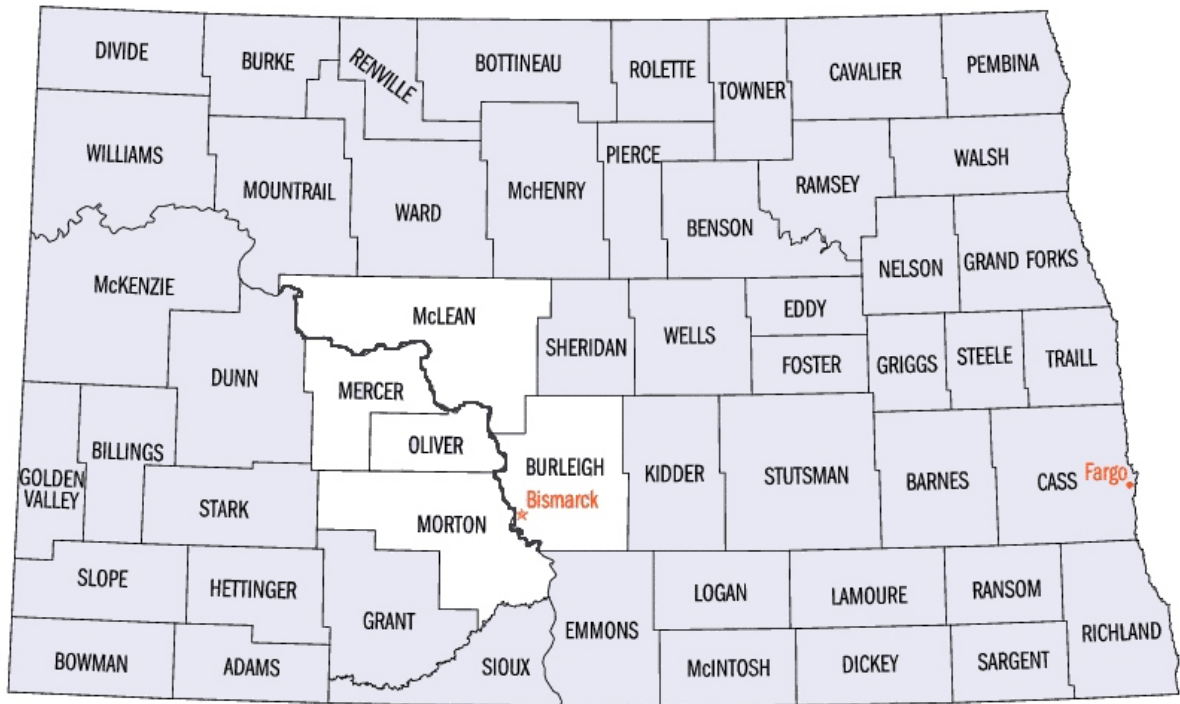 DIVIDE
BURKE
RENVILLE
BOTTINEAU
ROLETTE
TOWNER
CAVALIER
PEMBINA
WILLIAMS
MOUNTRAIL
WARD
McHENRY
PIERCE
BENSON
RAMSEY
WALSH
McKENZIE
NELSON
GRAND FORKS
DUNN
McLEAN
MERCER
OLIVER
SHERIDAN
WELLS
EDDY
FOSTER
GRIGGS
STEELE
TRAILL
GOLDEN
VALLEY
BILLINGS
STARK
MORTON
BURLEIGH
Bismarck
KIDDER
STUTSMAN
BARNES
CASS
Fargo
SLOPE
HETTINGER
GRANT
EMMONS
LOGAN
LAMOURE
RANSOM
RICHLAND
BOWMAN
ADAMS
SIOUX
McINTOSH
DICKEY
SARGENT